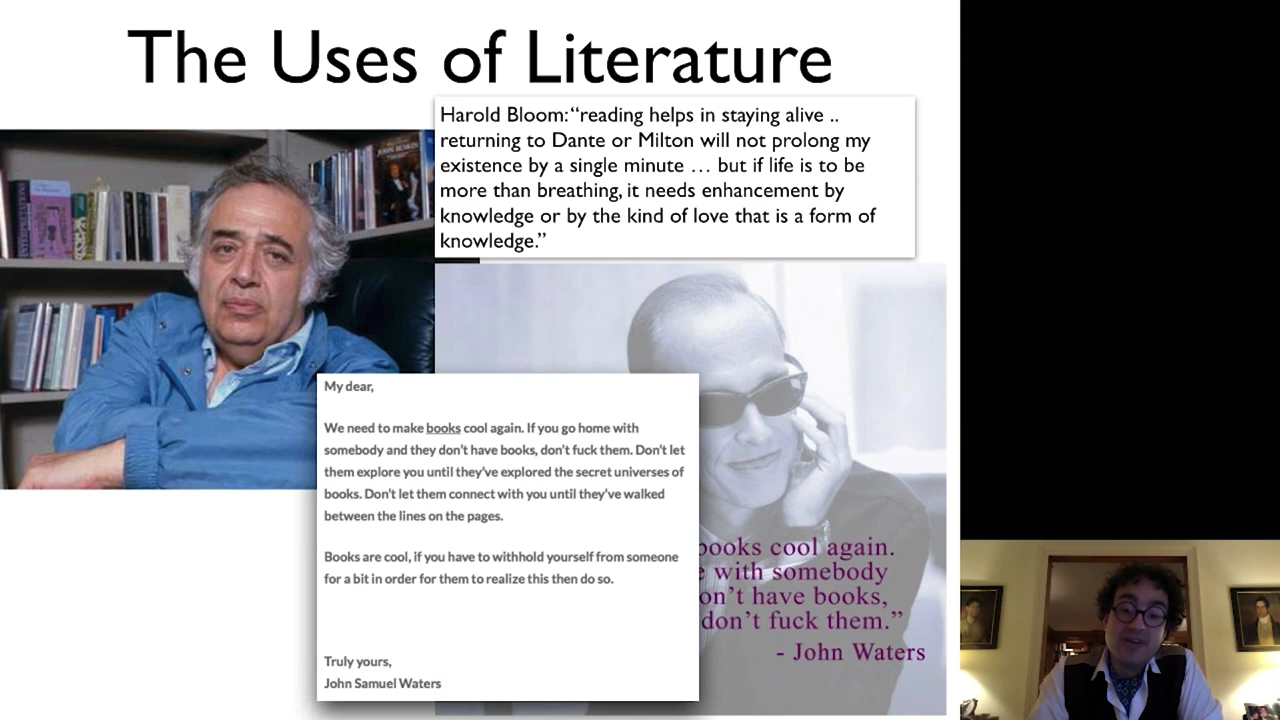 The Uses of Literature
Harold Bloom: “reading helps in staying alive ..
returning to Dante or Milton will not prolong my
existence by a single minute … but if life is to be
more than breathing, it needs enhancement by
knowledge or by the kind of love that is a form of
knowledge.”
JOHN RUSKIN
My dear,
We need to make books cool again. If you go home with
somebody and they don’t have books, don’t fuck them. Don’t let
them explore you until they’ve explored the secret universes of
books. Don’t let them connect with you until they’ve walked
between the lines on the pages.
Books are cool, if you have to withhold yourself from someone
for a bit in order for them to realize this then do so.
Truly yours,
John Samuel Waters
books cool again.
with somebody
on’t have books,
don’t fuck them.”
- John Waters